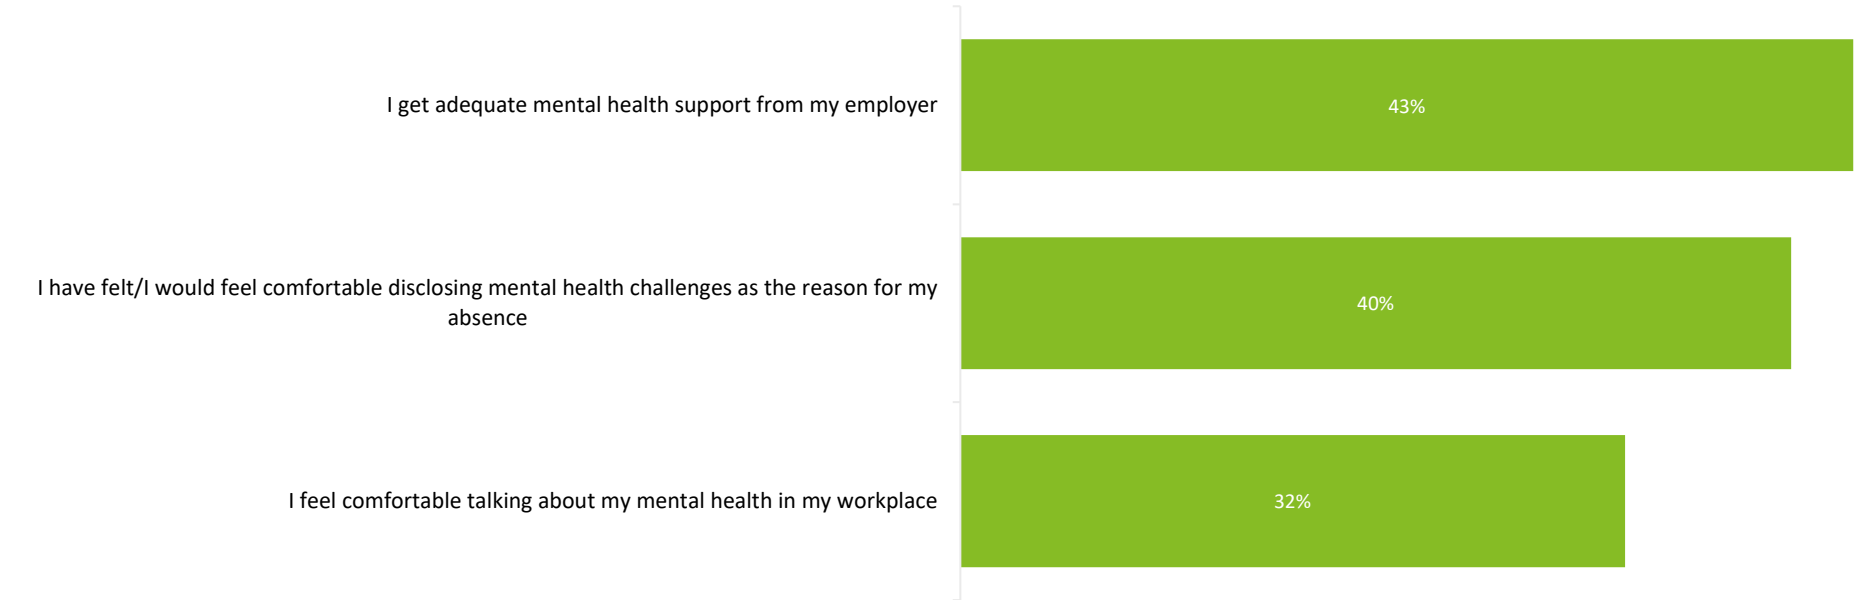 I get adequate mental health support from my employer
43%
I have felt/I would feel comfortable disclosing mental health challenges as the reason for my
absence
40%
I feel comfortable talking about my mental health in my workplace
32%